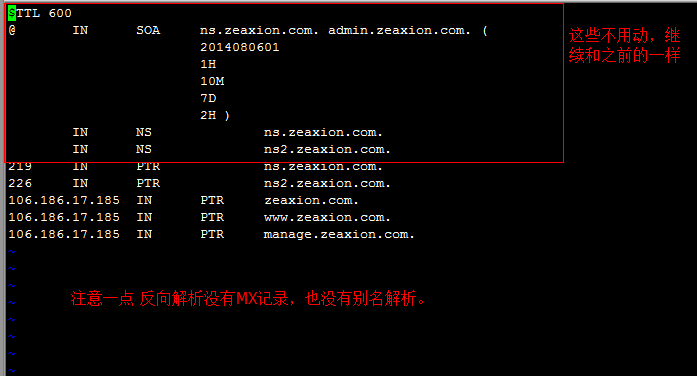 $TTL 600
@ IN SOA ns.zeaxion.com. admin.zeaxion.com. (
2014080601
1H
10M
7D
2H )
IN NS ns.zeaxion.com.
IN NS ns2.zeaxion.com.
219 IN PTR ns.zeaxion.com.
226 IN PTR ns2.zeaxion.com.
106.186.17.185 IN PTR zeaxion.com.
106.186.17.185 IN PTR www.zeaxion.com.
106.186.17.185 IN PTR manage.zeaxion.com.
~
~
~
~
~
~
~
~
这些不用动，继
续和之前的一样
注意一点 反向解析没有MX记录，也没有别名解析。